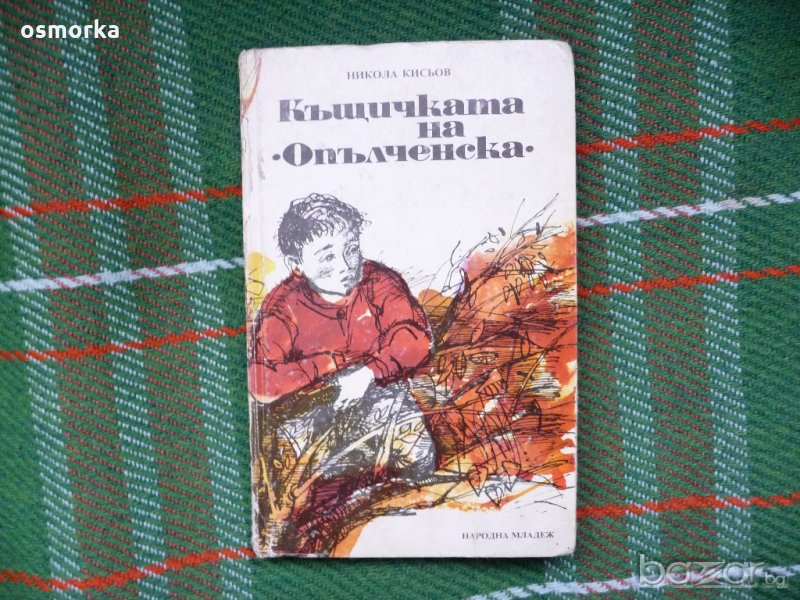 osmorka
НИКОЛА КИСЬОВ
Къщичката
на
•Опълченска•
НАРОДНА МЛАДЕЖ
bazar.bg